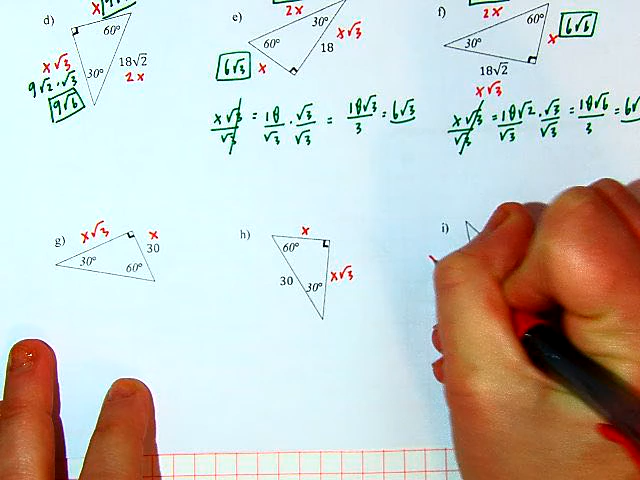 d)
x
60°
x√3
9√2·√3
9√6
30°
18√2
2x
e)
2x
30°
x√3
60°
18
6√3
x
x√3/√3 = 18/√3 · √3/√3 = 18√3/3 = 6√3
f)
2x
60°
6√6
x
30°
18√2
x√3
x√3/√3 = 18√2/√3 · √3/√3 = 18√6/3 =
g)
x√3
x
30
30°
60°
h)
x
60°
x√3
30
30°
i)